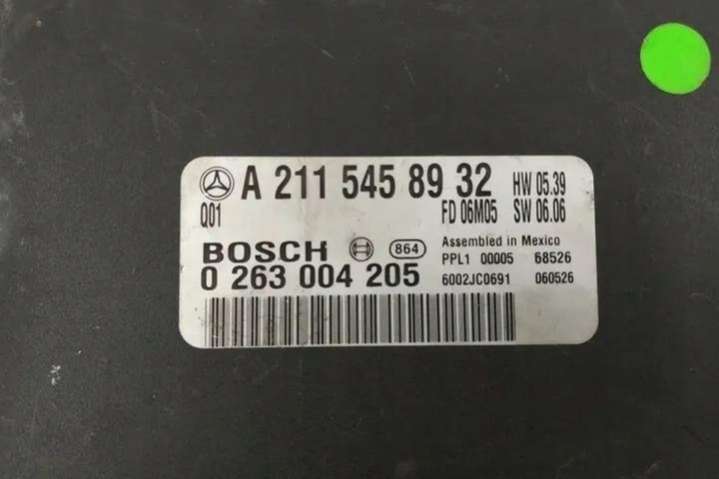 A 211 545 89 32 HW 05.39
Q01 FD 06M05 SW 06.06
BOSCH 864 Assembled in Mexico
0 263 004 205 PPL1 00005 68526
6002JC0691 060526